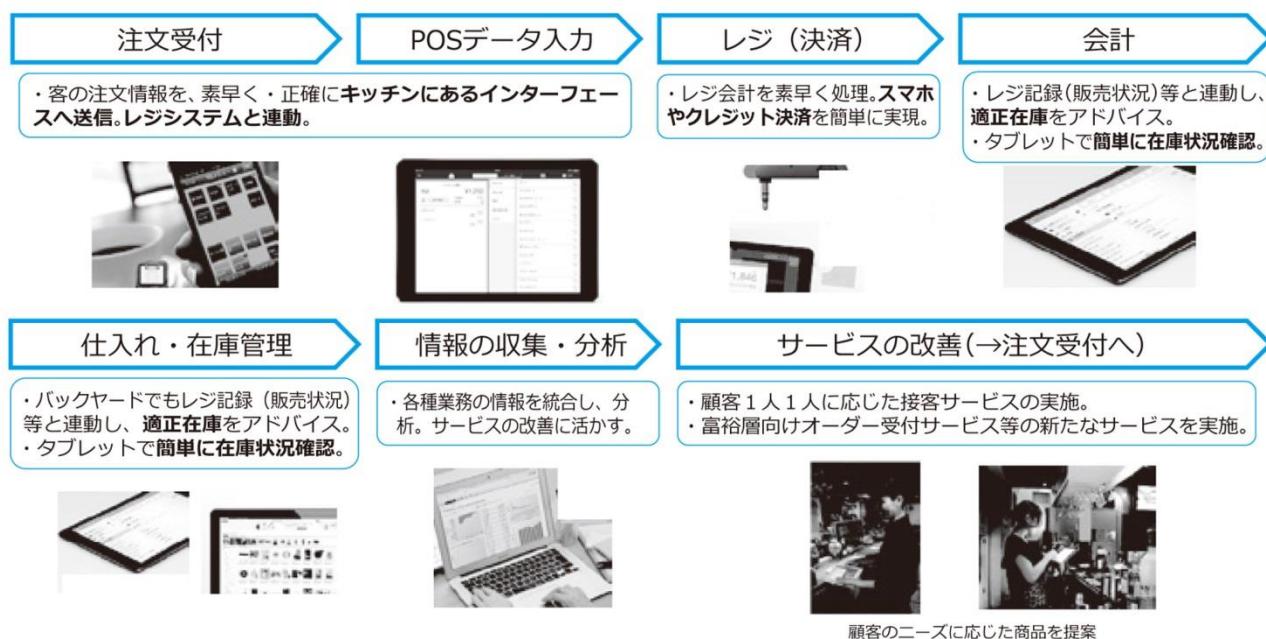 注文受付
POSデータ入力
レジ（決済）
会計
・客の注文情報を、素早く・正確にキッチンにあるインターフェー
スへ送信。レジシステムと連動。
・レジ会計を素早く処理。スマホ
やクレジット決済を簡単に実現。
・レジ記録（販売状況）等と連動し、
適正在庫をアドバイス。
・タブレットで簡単に在庫状況確認。
仕入れ・在庫管理
情報の収集・分析
サービスの改善（→注文受付へ）
・バックヤードでもレジ記録（販売状況）
等と連動し、適正在庫をアドバイス。
・タブレットで簡単に在庫状況確認。
・各種業務の情報を統合し、分
析。サービスの改善に活かす。
・顧客１人１人に応じた接客サービスの実施。
・富裕層向けオーダー受付サービス等の新たなサービスを実施。
顧客のニーズに応じた商品を提案